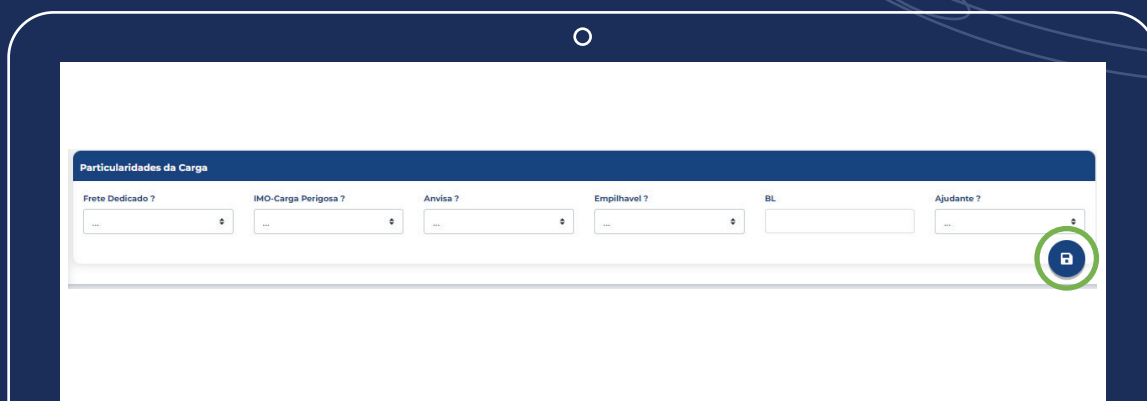 Particularidades da Carga
Frete Dedicado ? IMO-Carga Perigosa ? Anvisa ? Empilhavel ? BL Ajudante ?
... ... ... ... ...